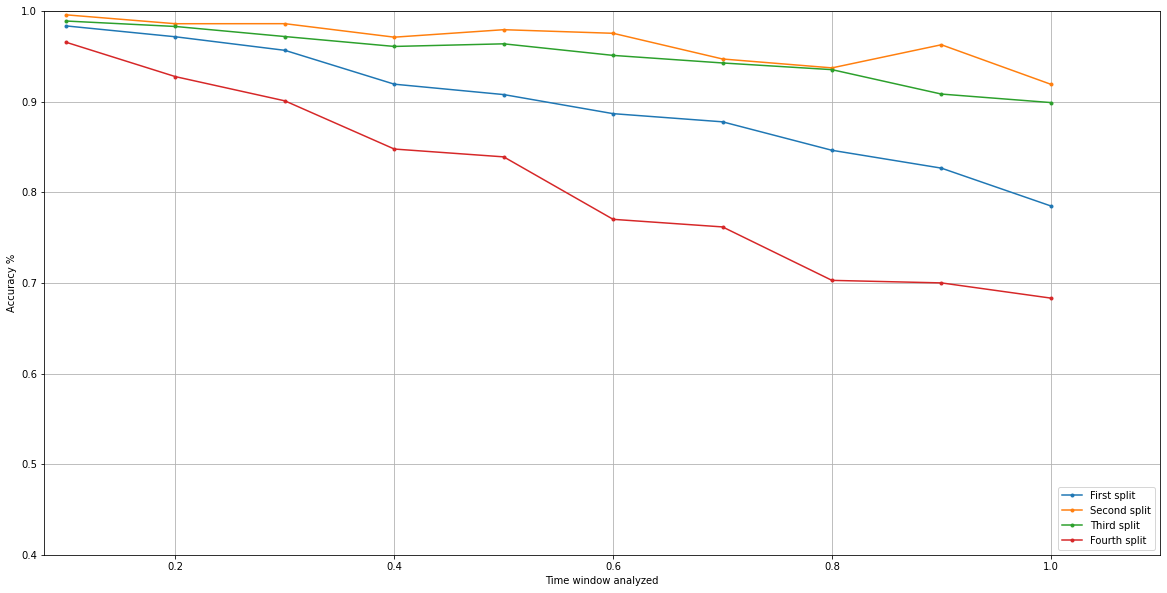 1.0
0.9
0.8
0.7
0.6
0.5
0.4
Accuracy %
0.2
0.4
0.6
0.8
1.0
Time window analyzed
First split
Second split
Third split
Fourth split